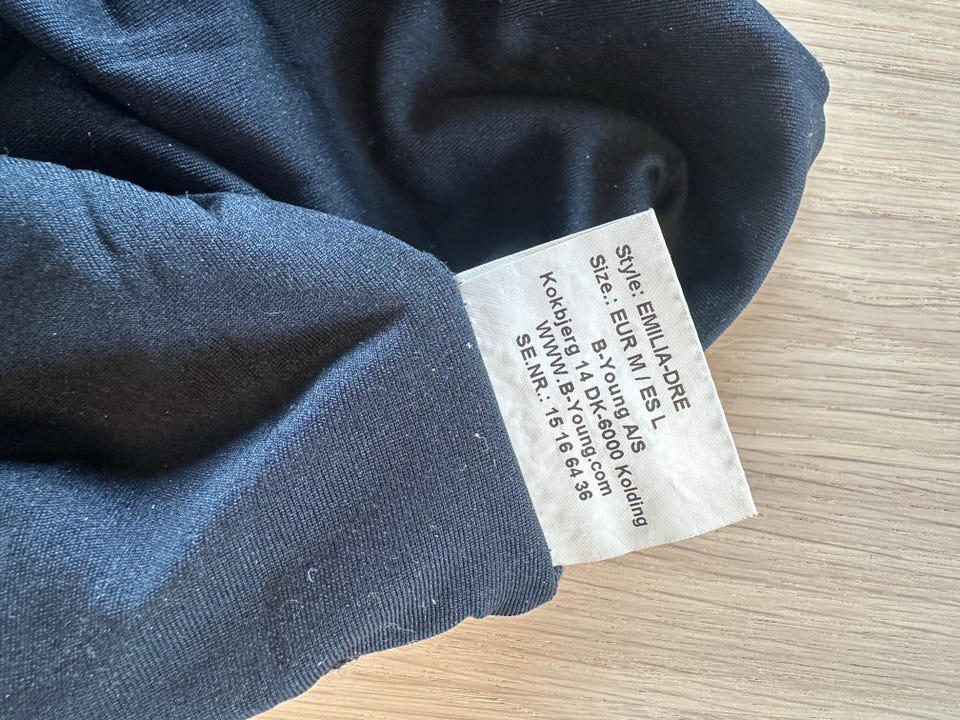 Style: EMILIA-DRE
Size.: EUR M / ES L
B-Young A/S
Kokbjerg 14 DK-6000 Kolding
WWW.B-Young.com
SE.NR.: 15 16 64 36